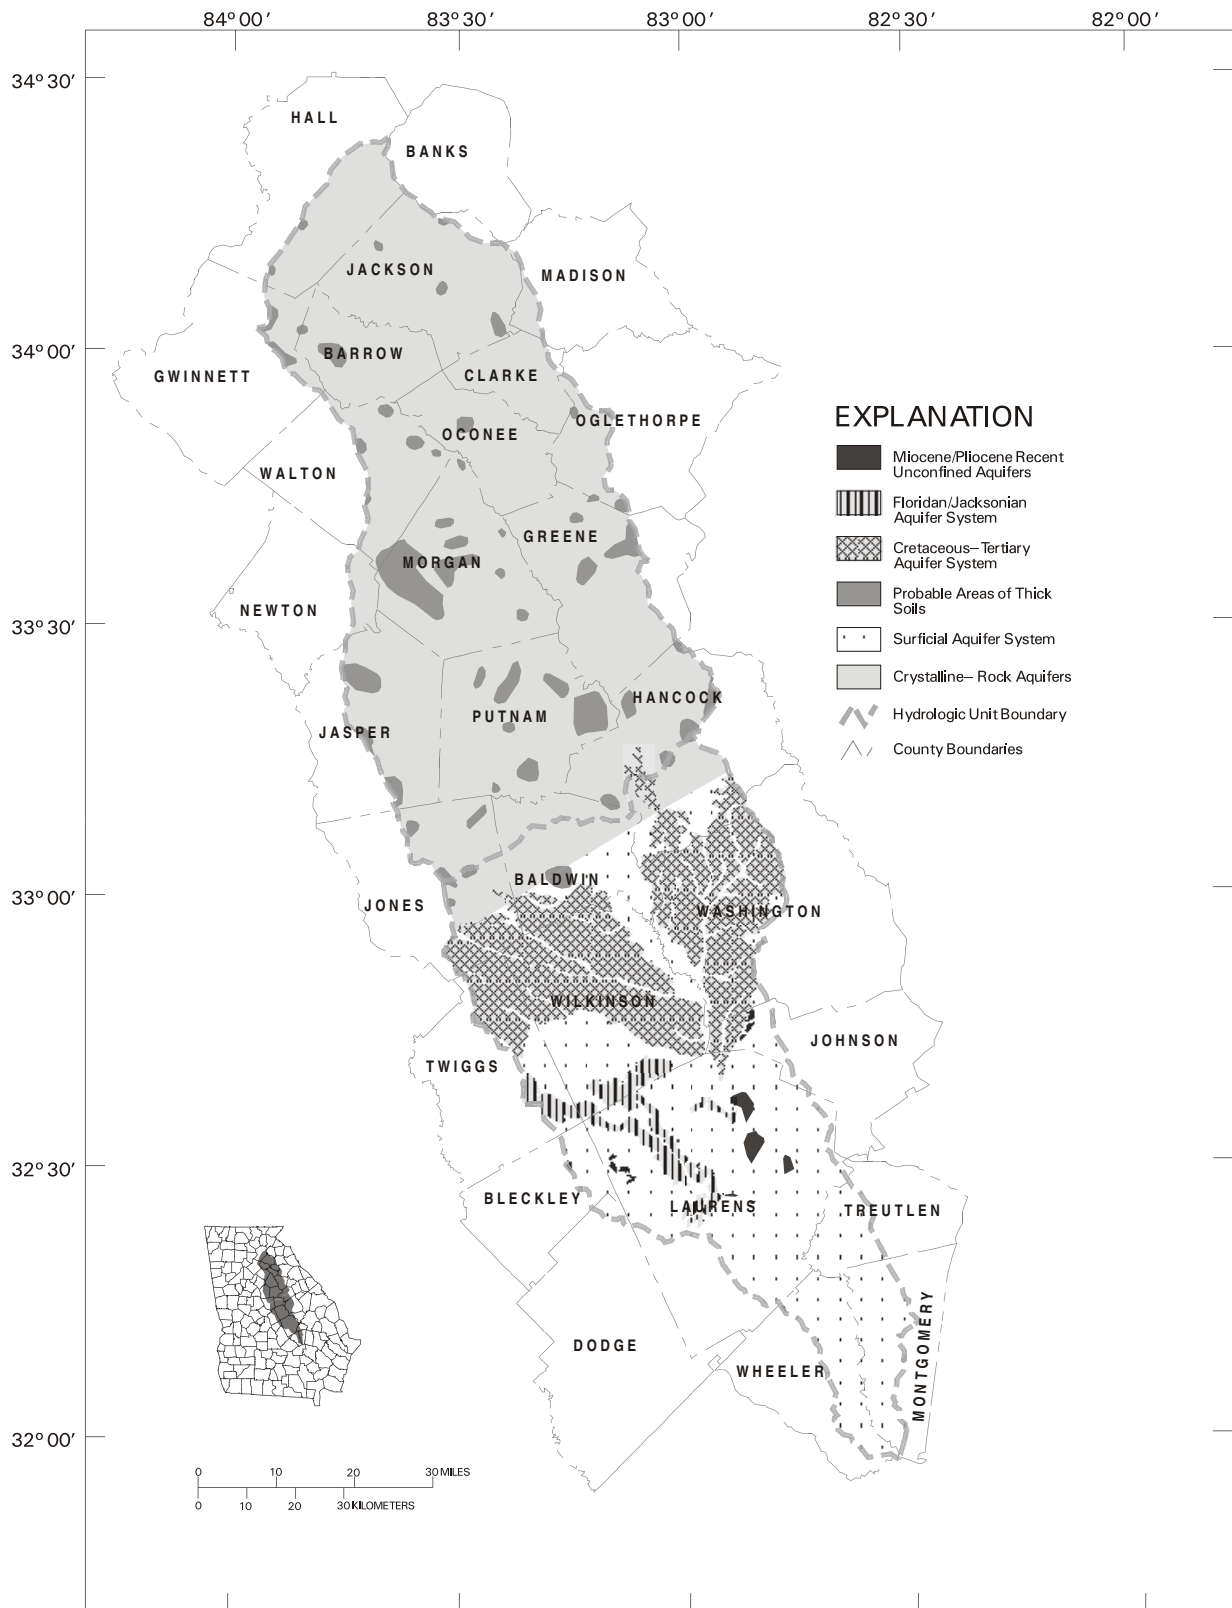 84° 00′ 83° 30′ 83° 00′ 82° 30′ 82° 00′
34° 30′
HALL
BANKS
JACKSON
MADISON
34° 00′
BARROW
GWINNETT
CLARKE
OGLETHORPE
OCONEE
WALTON
EXPLANATION
Miocene/Pliocene Recent
Unconfined Aquifers
Floridan/Jacksonian
Aquifer System
Cretaceous–Tertiary
Aquifer System
Probable Areas of Thick
Soils
Surficial Aquifer System
Crystalline– Rock Aquifers
Hydrologic Unit Boundary
County Boundaries
GREENE
MORGAN
NEWTON
33° 30′
HANCOCK
PUTNAM
JASPER
BALDWIN
33° 00′
JONES
WASHINGTON
WILKINSON
JOHNSON
TWIGGS
32° 30′
BLECKLEY
LAURENS
TREUTLEN
MONTGOMERY
DODGE
WHEELER
32° 00′
0 10 20 30 MILES
0 10 20 30 KILOMETERS